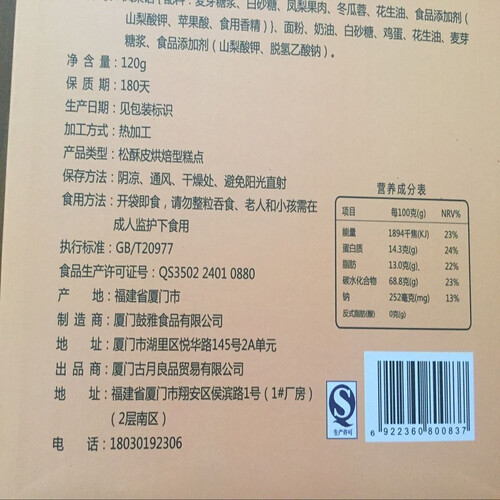 麦芽糖浆、白砂糖、凤梨果肉、冬瓜蓉、花生油、食品添加剂（
山梨酸钾、苹果酸、食用香精）}、面粉、奶油、白砂糖、鸡蛋、花生油、麦芽
糖浆、食品添加剂（山梨酸钾、脱氢乙酸钠）。
净 含 量：120g
保 质 期：180天
生产日期：见包装标识
加工方式：热加工
产品类型：松酥皮烘焙型糕点
保存方法：阴凉、通风、干燥处、避免阳光直射
食用方法：开袋即食，请勿整粒吞食、老人和小孩需在
成人监护下食用
执行标准：GB/T20977
食品生产许可证号：QS3502 2401 0880
产 地：福建省厦门市
制 造 商：厦门鼓雅食品有限公司
地 址：厦门市湖里区悦华路145号2A单元
出 品 商：厦门古月良品贸易有限公司
地 址：福建省厦门市翔安区侯滨路1号（1#厂房）
（2层南区）
电 话：18030192306
营养成分表
项目 每100克(g) NRV%
能量 1894千焦(KJ) 23%
蛋白质 14.3克(g) 24%
脂肪 13.0克(g) 22%
碳水化合物 68.8克(g) 23%
钠 252毫克(mg) 13%
反式脂肪(酸) 0克(g)
QS
生产许可
6 922360 800837